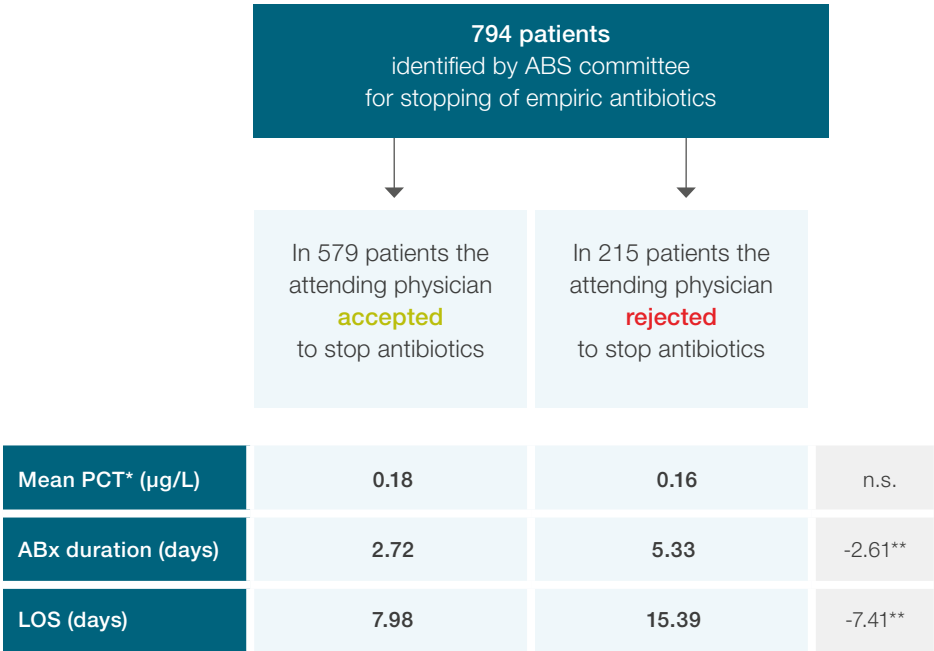 794 patients
identified by ABS committee
for stopping of empiric antibiotics
In 579 patients the
attending physician
accepted
to stop antibiotics
In 215 patients the
attending physician
rejected
to stop antibiotics
Mean PCT* (µg/L) 0.18 0.16 n.s.
ABx duration (days) 2.72 5.33 -2.61**
LOS (days) 7.98 15.39 -7.41**